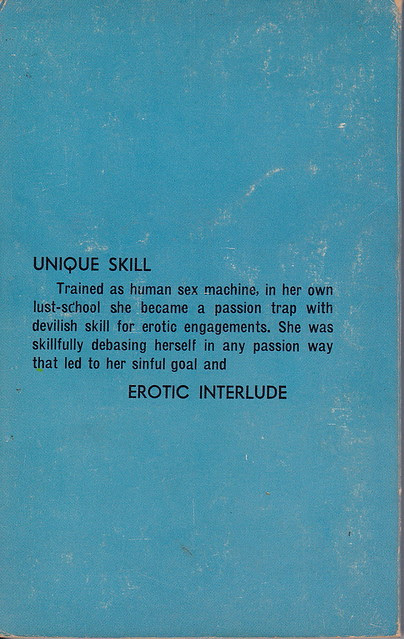 UNIQUE SKILL
Trained as human sex machine, in her own
lust-school she became a passion trap with
devilish skill for erotic engagements. She was
skillfully debasing herself in any passion way
that led to her sinful goal and
EROTIC INTERLUDE